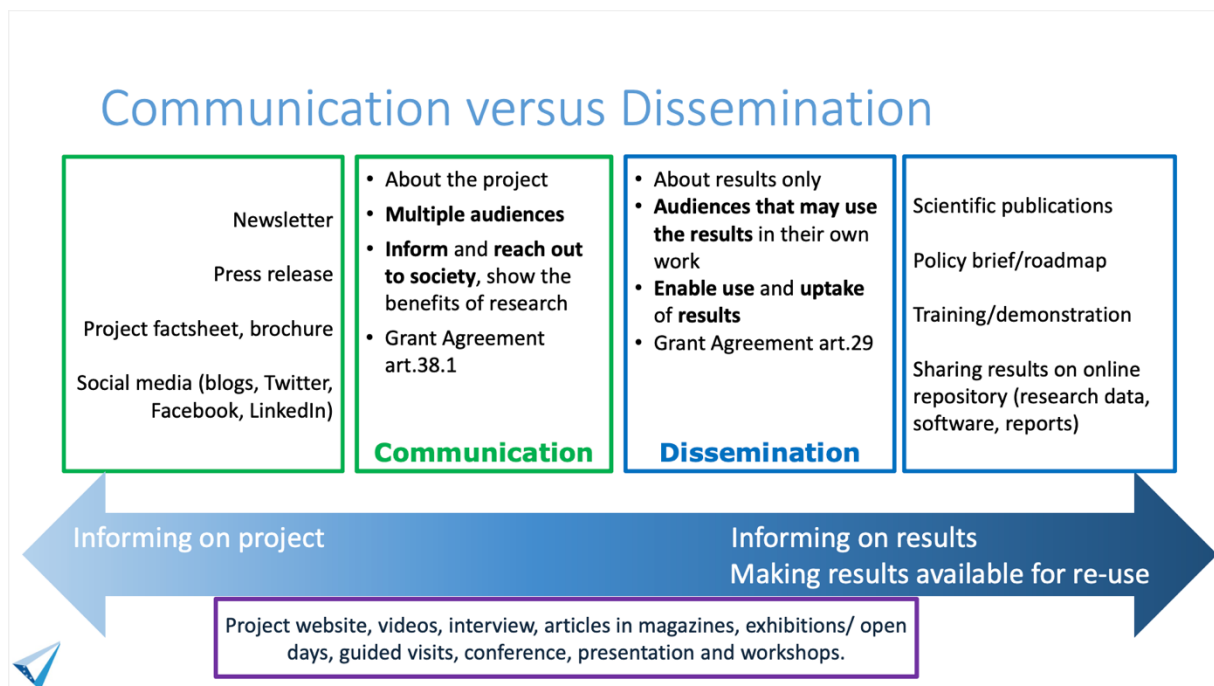 Communication versus Dissemination
Newsletter
Press release
Project factsheet, brochure
Social media (blogs, Twitter,
Facebook, LinkedIn)
• About the project
• Multiple audiences
• Inform and reach out
to society, show the
benefits of research
• Grant Agreement
art.38.1
Communication
• About results only
• Audiences that may use
the results in their own
work
• Enable use and uptake
of results
• Grant Agreement art.29
Dissemination
Scientific publications
Policy brief/roadmap
Training/demonstration
Sharing results on online
repository (research data,
software, reports)
Informing on project
Informing on results
Making results available for re-use
Project website, videos, interview, articles in magazines, exhibitions/ open
days, guided visits, conference, presentation and workshops.